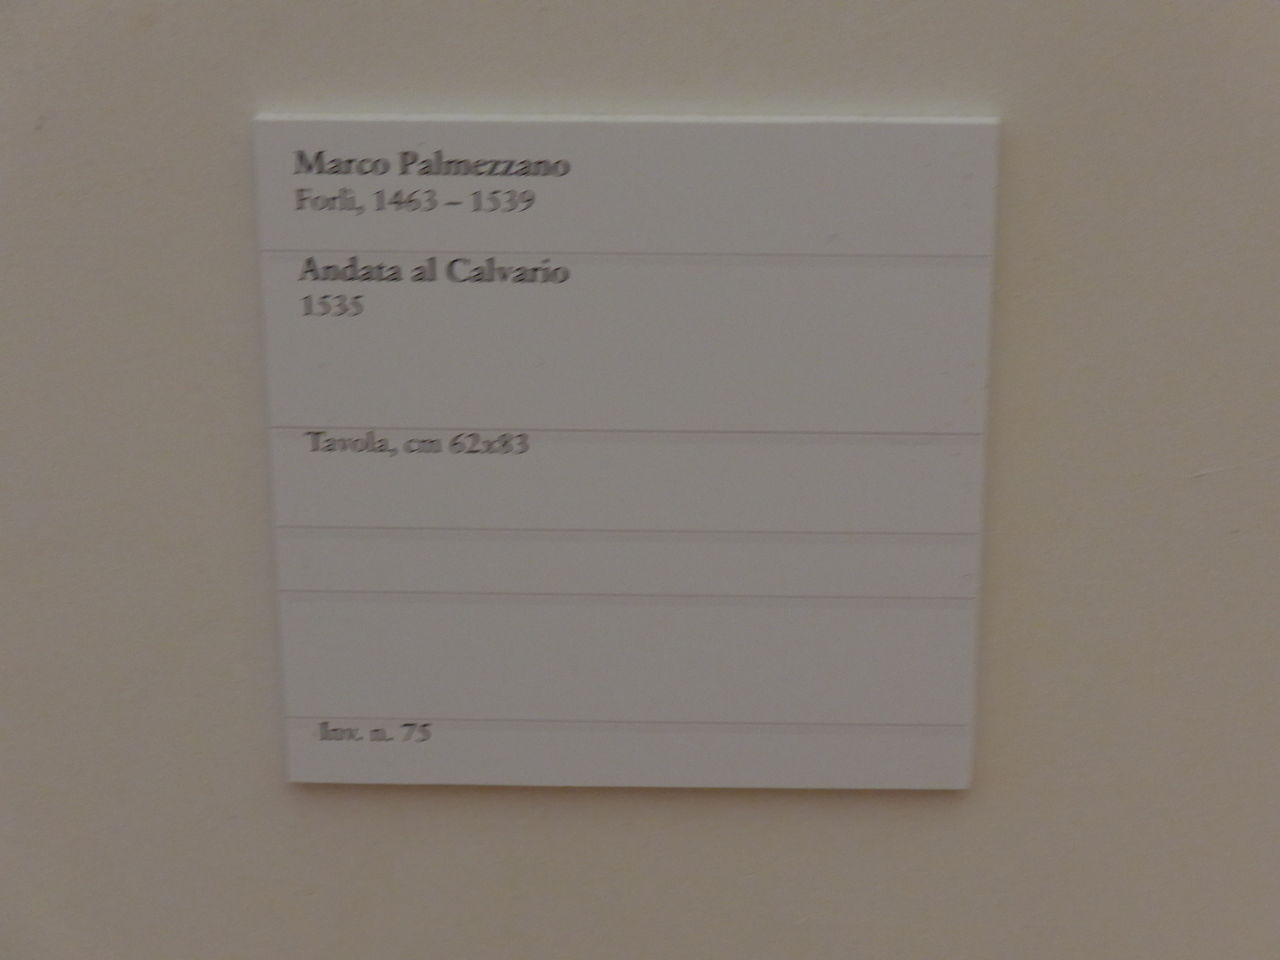 Marco Palmezzano
Forlì, 1463 – 1539
Andata al Calvario
1535
Tavola, cm 62x83
Inv. n. 75